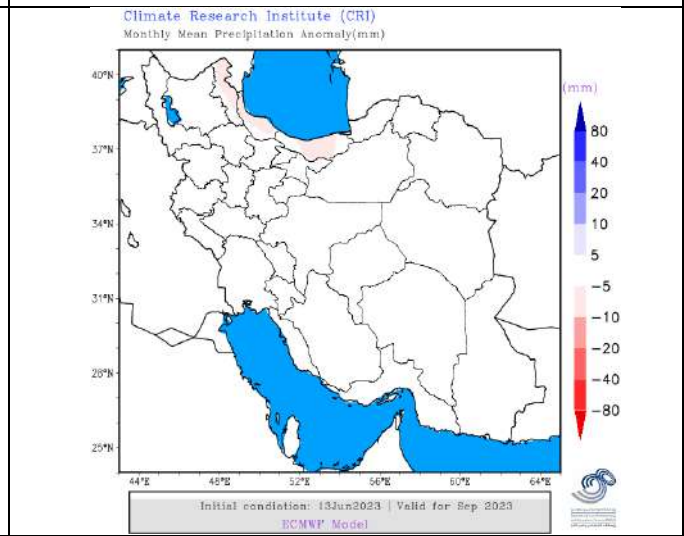 Climate Research Institute (CRI)
Monthly Mean Precipitation Anomaly(mm)
40°N
37°N
34°N
31°N
28°N
25°N
44°E 48°E 52°E 56°E 60°E 64°E
(mm)
80
40
20
10
5
−5
−10
−20
−40
−80
Initial condiation: 13Jun2023 | Valid for Sep 2023
ECMWF Model